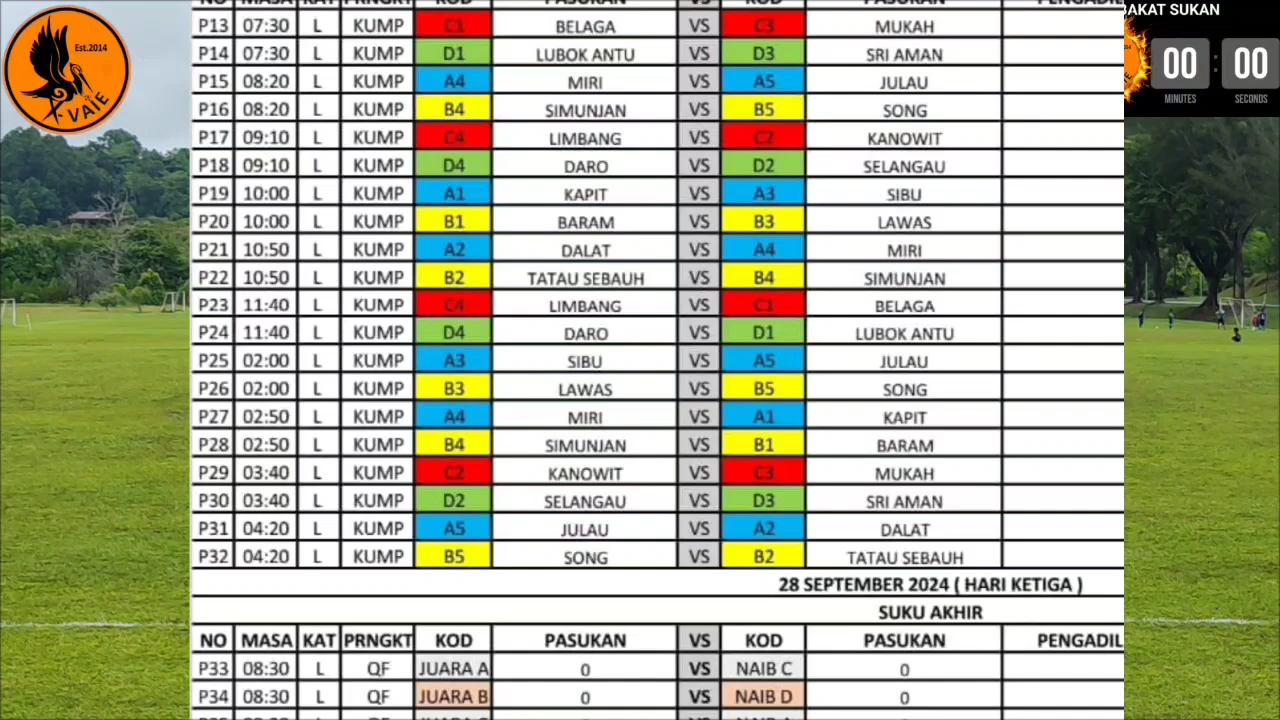 Est.2014
VAIE
BAKAT SUKAN
00 : 00
MINUTES SECONDS
NO MASA KAT PRNGKT KOD PASUKAN VS KOD PASUKAN PENGADIL
P13 07:30 L KUMP C1 BELAGA VS C3 MUKAH
P14 07:30 L KUMP D1 LUBOK ANTU VS D3 SRI AMAN
P15 08:20 L KUMP A4 MIRI VS A5 JULAU
P16 08:20 L KUMP B4 SIMUNJAN VS B5 SONG
P17 09:10 L KUMP C4 LIMBANG VS C2 KANOWIT
P18 09:10 L KUMP D4 DARO VS D2 SELANGAU
P19 10:00 L KUMP A1 KAPIT VS A3 SIBU
P20 10:00 L KUMP B1 BARAM VS B3 LAWAS
P21 10:50 L KUMP A2 DALAT VS A4 MIRI
P22 10:50 L KUMP B2 TATAU SEBAUH VS B4 SIMUNJAN
P23 11:40 L KUMP C4 LIMBANG VS C1 BELAGA
P24 11:40 L KUMP D4 DARO VS D1 LUBOK ANTU
P25 02:00 L KUMP A3 SIBU VS A5 JULAU
P26 02:00 L KUMP B3 LAWAS VS B5 SONG
P27 02:50 L KUMP A4 MIRI VS A1 KAPIT
P28 02:50 L KUMP B4 SIMUNJAN VS B1 BARAM
P29 03:40 L KUMP C2 KANOWIT VS C3 MUKAH
P30 03:40 L KUMP D2 SELANGAU VS D3 SRI AMAN
P31 04:20 L KUMP A5 JULAU VS A2 DALAT
P32 04:20 L KUMP B5 SONG VS B2 TATAU SEBAUH
28 SEPTEMBER 2024 ( HARI KETIGA )
SUKU AKHIR
NO MASA KAT PRNGKT KOD PASUKAN VS KOD PASUKAN PENGADIL
P33 08:30 L QF JUARA A 0 VS NAIB C 0
P34 08:30 L QF JUARA B 0 VS NAIB D 0